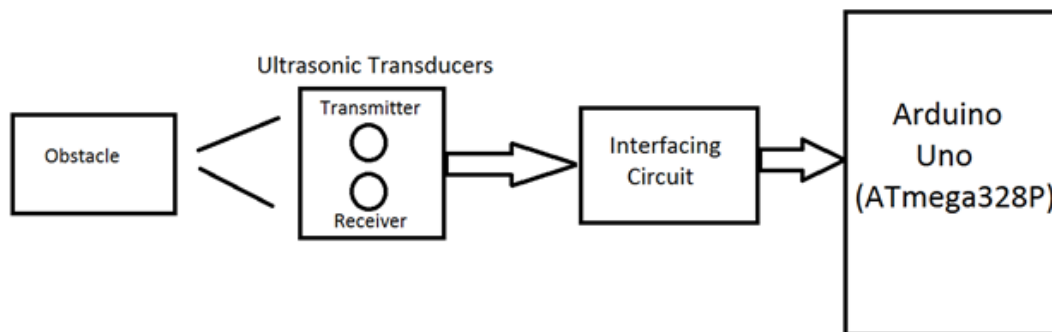 Ultrasonic Transducers
Obstacle
Transmitter
Receiver
Interfacing
Circuit
Arduino
Uno
(ATmega328P)